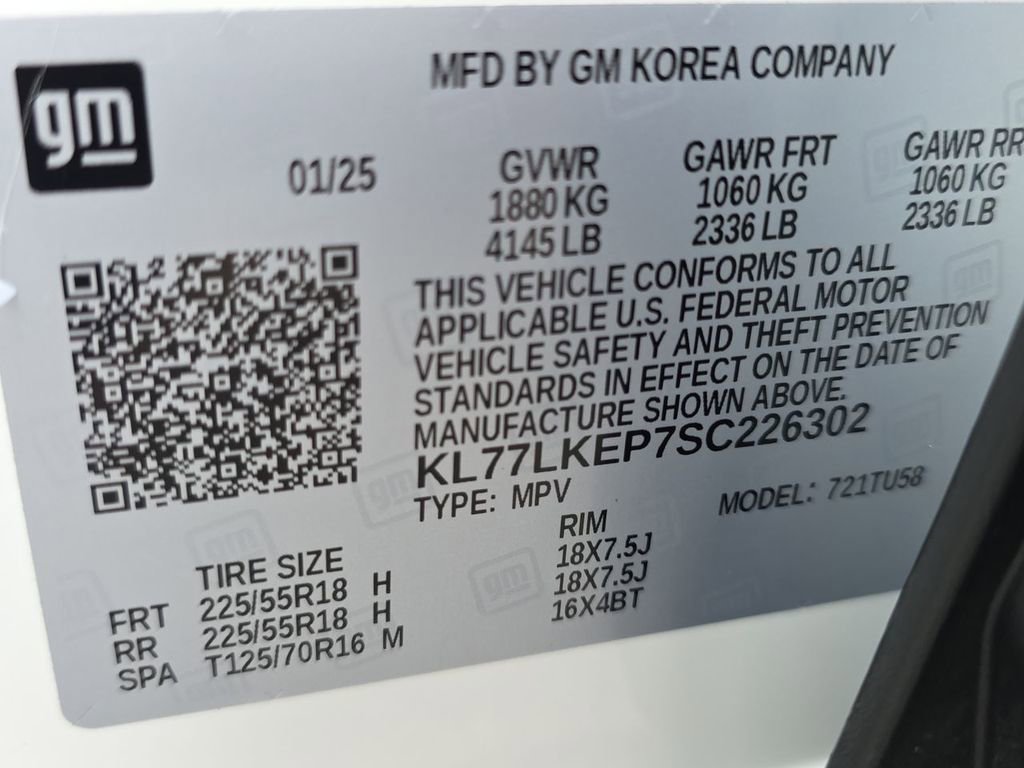 gm
MFD BY GM KOREA COMPANY
01/25
GVWR GAWR FRT GAWR RR
1880 KG 1060 KG 1060 KG
4145 LB 2336 LB 2336 LB
THIS VEHICLE CONFORMS TO ALL
APPLICABLE U.S. FEDERAL MOTOR
VEHICLE SAFETY AND THEFT PREVENTION
STANDARDS IN EFFECT ON THE DATE OF
MANUFACTURE SHOWN ABOVE.
KL77LKEP7SC226302
TYPE: MPV MODEL: 721TU58
TIRE SIZE RIM
FRT 225/55R18 H 18X7.5J
RR 225/55R18 H 18X7.5J
SPA T125/70R16 M 16X4BT